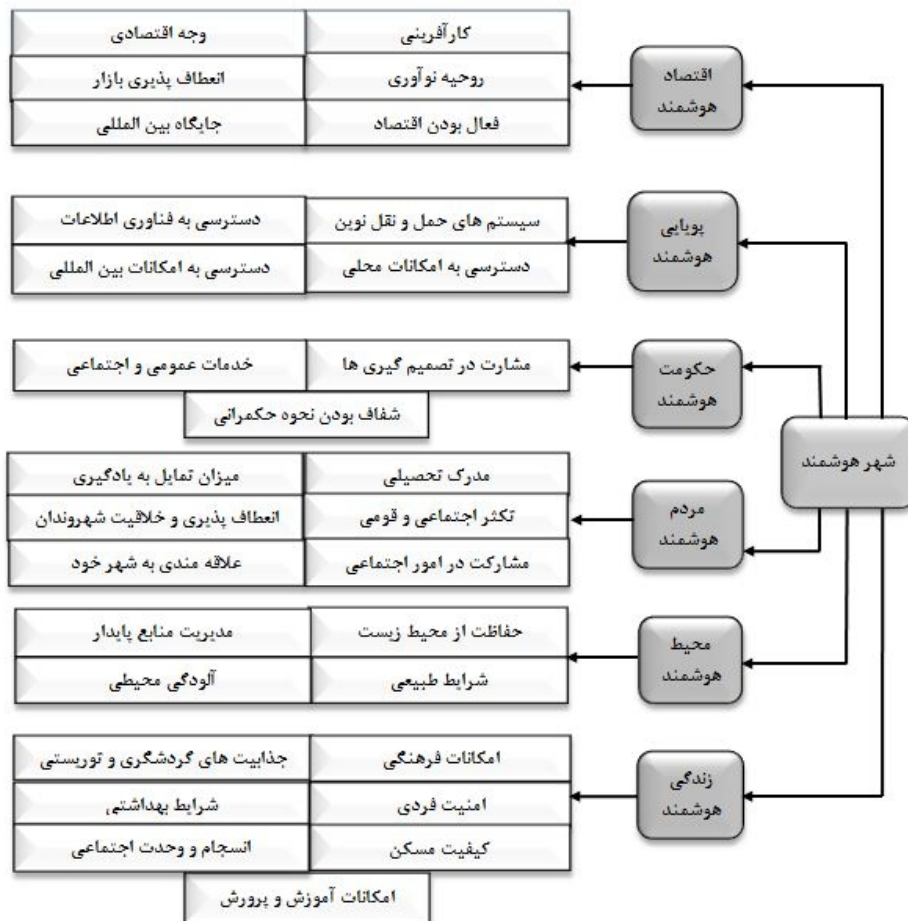 شهر هوشمند
اقتصاد
هوشمند
کارآفرینی
وجه اقتصادی
روحیه نوآوری
انعطاف پذیری بازار
فعال بودن اقتصاد
جایگاه بین المللی
پویایی
هوشمند
سیستم های حمل و نقل نوین
دسترسی به فناوری اطلاعات
دسترسی به امکانات محلی
دسترسی به امکانات بین المللی
حکومت
هوشمند
مشارت در تصمیم گیری ها
خدمات عمومی و اجتماعی
شفاف بودن نحوه حکمرانی
مردم
هوشمند
مدرک تحصیلی
میزان تمایل به یادگیری
تکثر اجتماعی و قومی
انعطاف پذیری و خلاقیت شهروندان
مشارکت در امور اجتماعی
علاقه مندی به شهر خود
محیط
هوشمند
حفاظت از محیط زیست
مدیریت منابع پایدار
شرایط طبیعی
آلودگی محیطی
زندگی
هوشمند
امکانات فرهنگی
جذابیت های گردشگری و توریستی
امنیت فردی
شرایط بهداشتی
کیفیت مسکن
انسجام و وحدت اجتماعی
امکانات آموزش و پرورش